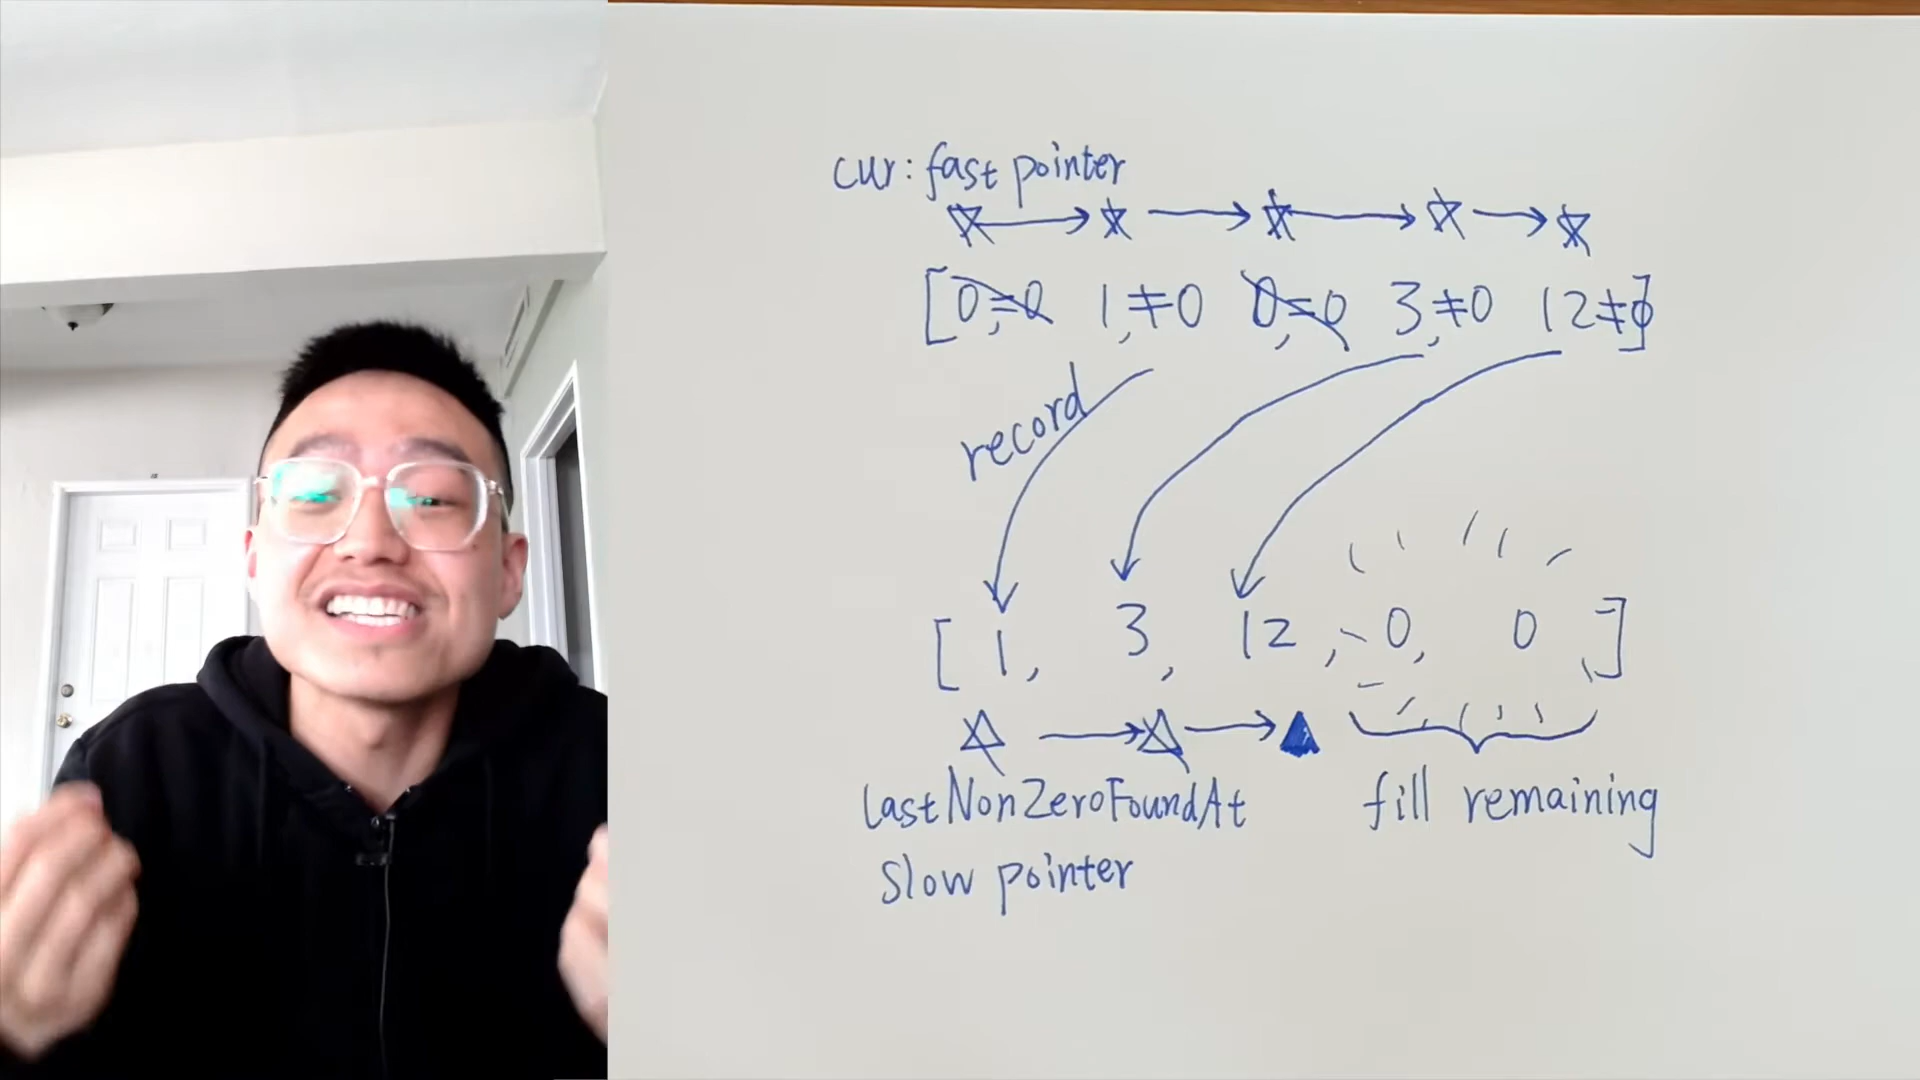 cur: fast pointer
[0,=0 1,≠0 0,=0 3,≠0 12≠0]
record
[1, 3, 12, 0, 0,]
lastNonZeroFoundAt fill remaining
slow pointer